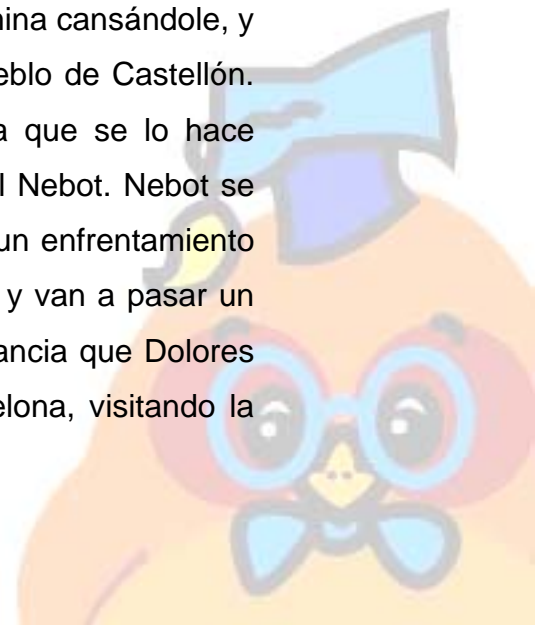 nina cansándole, y
eblo de Castellón.
a que se lo hace
l Nebot. Nebot se
un enfrentamiento
y van a pasar un
ancia que Dolores
elona, visitando la